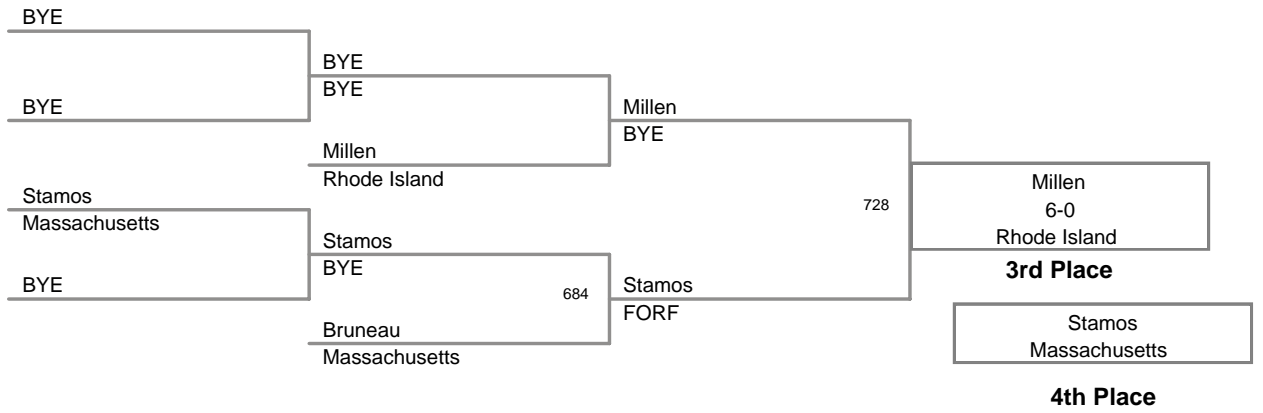 BYE
BYE
BYE
BYE
Millen
BYE
Millen
Rhode Island
Stamos
Massachusetts
728
Millen
6-0
Rhode Island
3rd Place
Stamos
BYE
BYE
684
Stamos
FORF
Bruneau
Massachusetts
Stamos
Massachusetts
4th Place